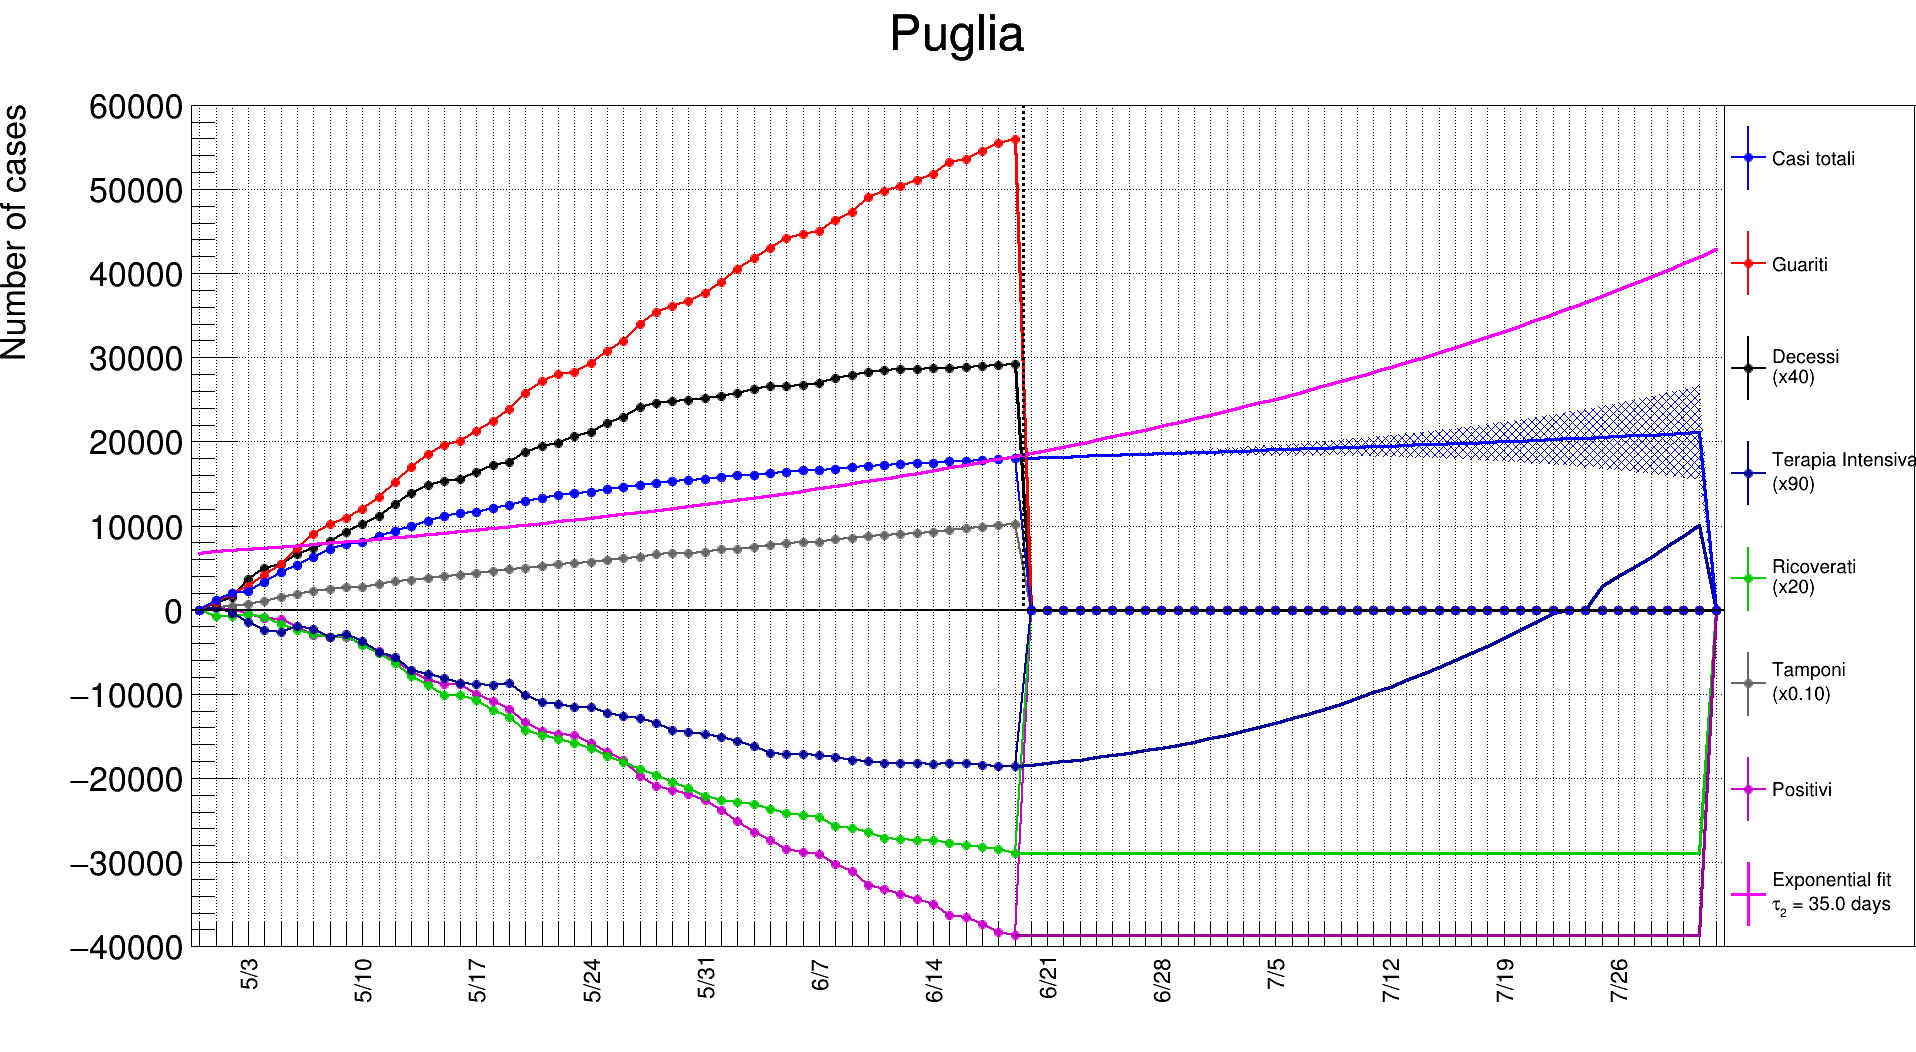 Puglia
Number of cases
60000
50000
40000
30000
20000
10000
0
−10000
−20000
−30000
−40000
5/3
5/10
5/17
5/24
5/31
6/7
6/14
6/21
6/28
7/5
7/12
7/19
7/26
Casi totali
Guariti
Decessi
(x40)
Terapia Intensiva
(x90)
Ricoverati
(x20)
Tamponi
(x0.10)
Positivi
Exponential fit
τ2 = 35.0 days